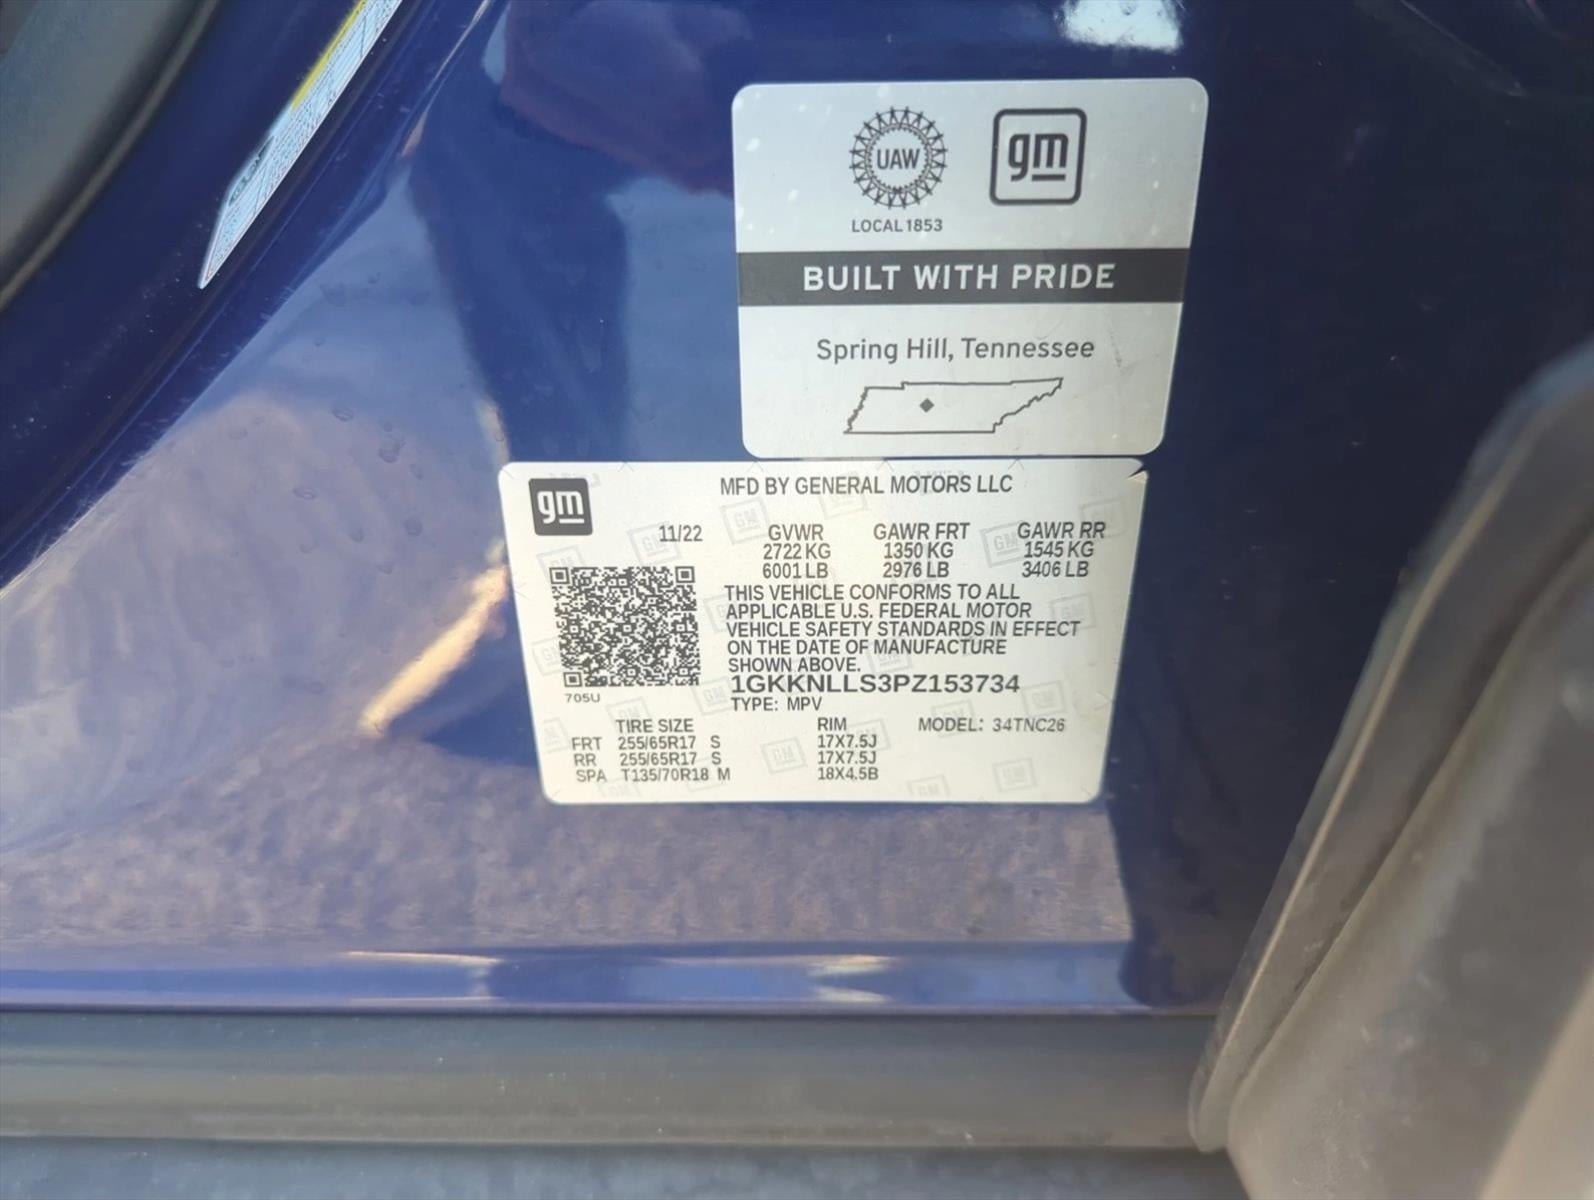 UAW
gm
LOCAL 1853
BUILT WITH PRIDE
Spring Hill, Tennessee
gm
MFD BY GENERAL MOTORS LLC
11/22 GVWR GAWR FRT GAWR RR
2722 KG 1350 KG 1545 KG
6001 LB 2976 LB 3406 LB
THIS VEHICLE CONFORMS TO ALL
APPLICABLE U.S. FEDERAL MOTOR
VEHICLE SAFETY STANDARDS IN EFFECT
ON THE DATE OF MANUFACTURE
SHOWN ABOVE.
1GKKNLLS3PZ153734
705U
TYPE: MPV
TIRE SIZE RIM MODEL: 34TNC26
FRT 255/65R17 S 17X7.5J
RR 255/65R17 S 17X7.5J
SPA T135/70R18 M 18X4.5B